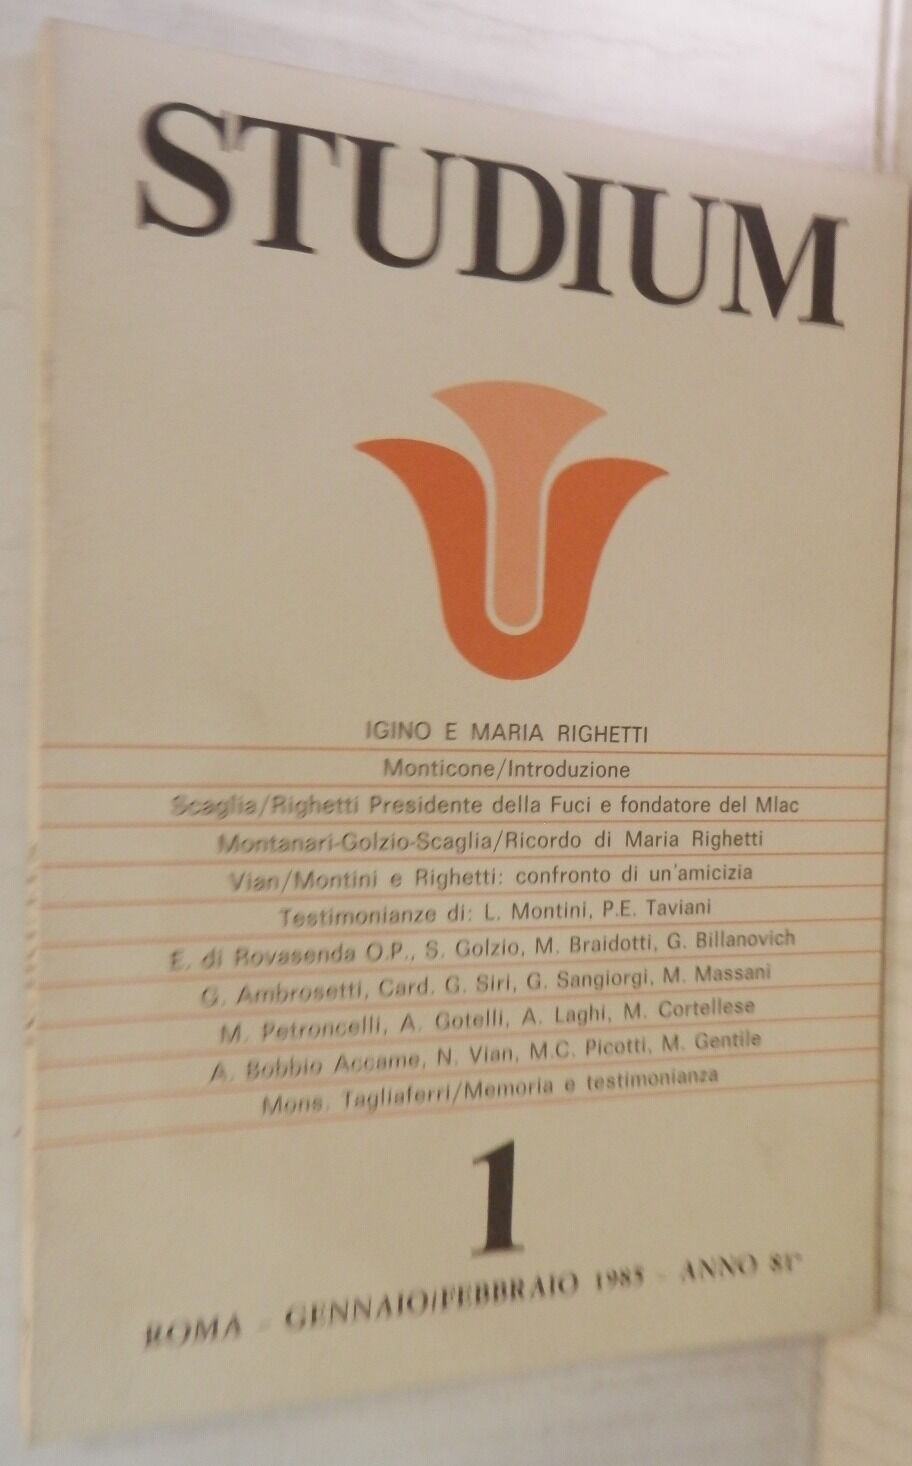 STUDIUM
IGINO E MARIA RIGHETTI
Monticone/Introduzione
Scaglia/Righetti Presidente della Fuci e fondatore del Mlac
Montanari-Golzio-Scaglia/Ricordo di Maria Righetti
Vian/Montini e Righetti: confronto di un'amicizia
Testimonianze di: L. Montini, P.E. Taviani
E. di Rovasenda O.P., S. Golzio, M. Braidotti, G. Billanovich
G. Ambrosetti, Card. G. Siri, G. Sangiorgi, M. Massani
M. Petroncelli, A. Gotelli, A. Laghi, M. Cortellese
A. Bobbio Accame, N. Vian, M.C. Picotti, M. Gentile
Mons. Tagliaferri/Memoria e testimonianza
1
ROMA - GENNAIO/FEBBRAIO 1985 - ANNO 81°